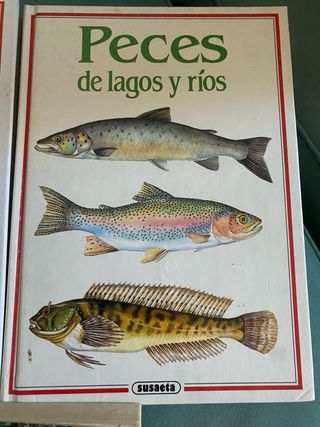 Peces
de lagos y ríos
susaeta